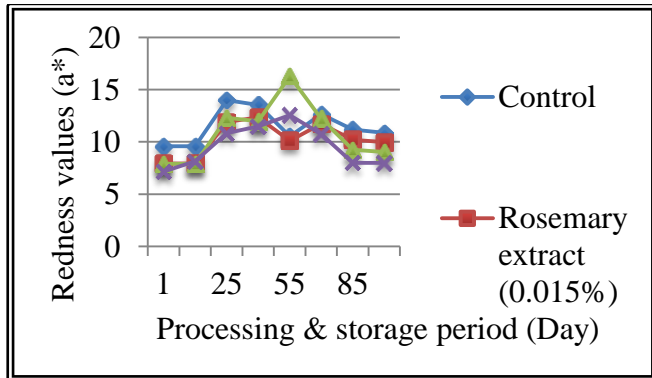 Redness values (a*)
20
15
10
5
0
1 25 55 85
Processing & storage period (Day)
Control
Rosemary
extract
(0.015%)